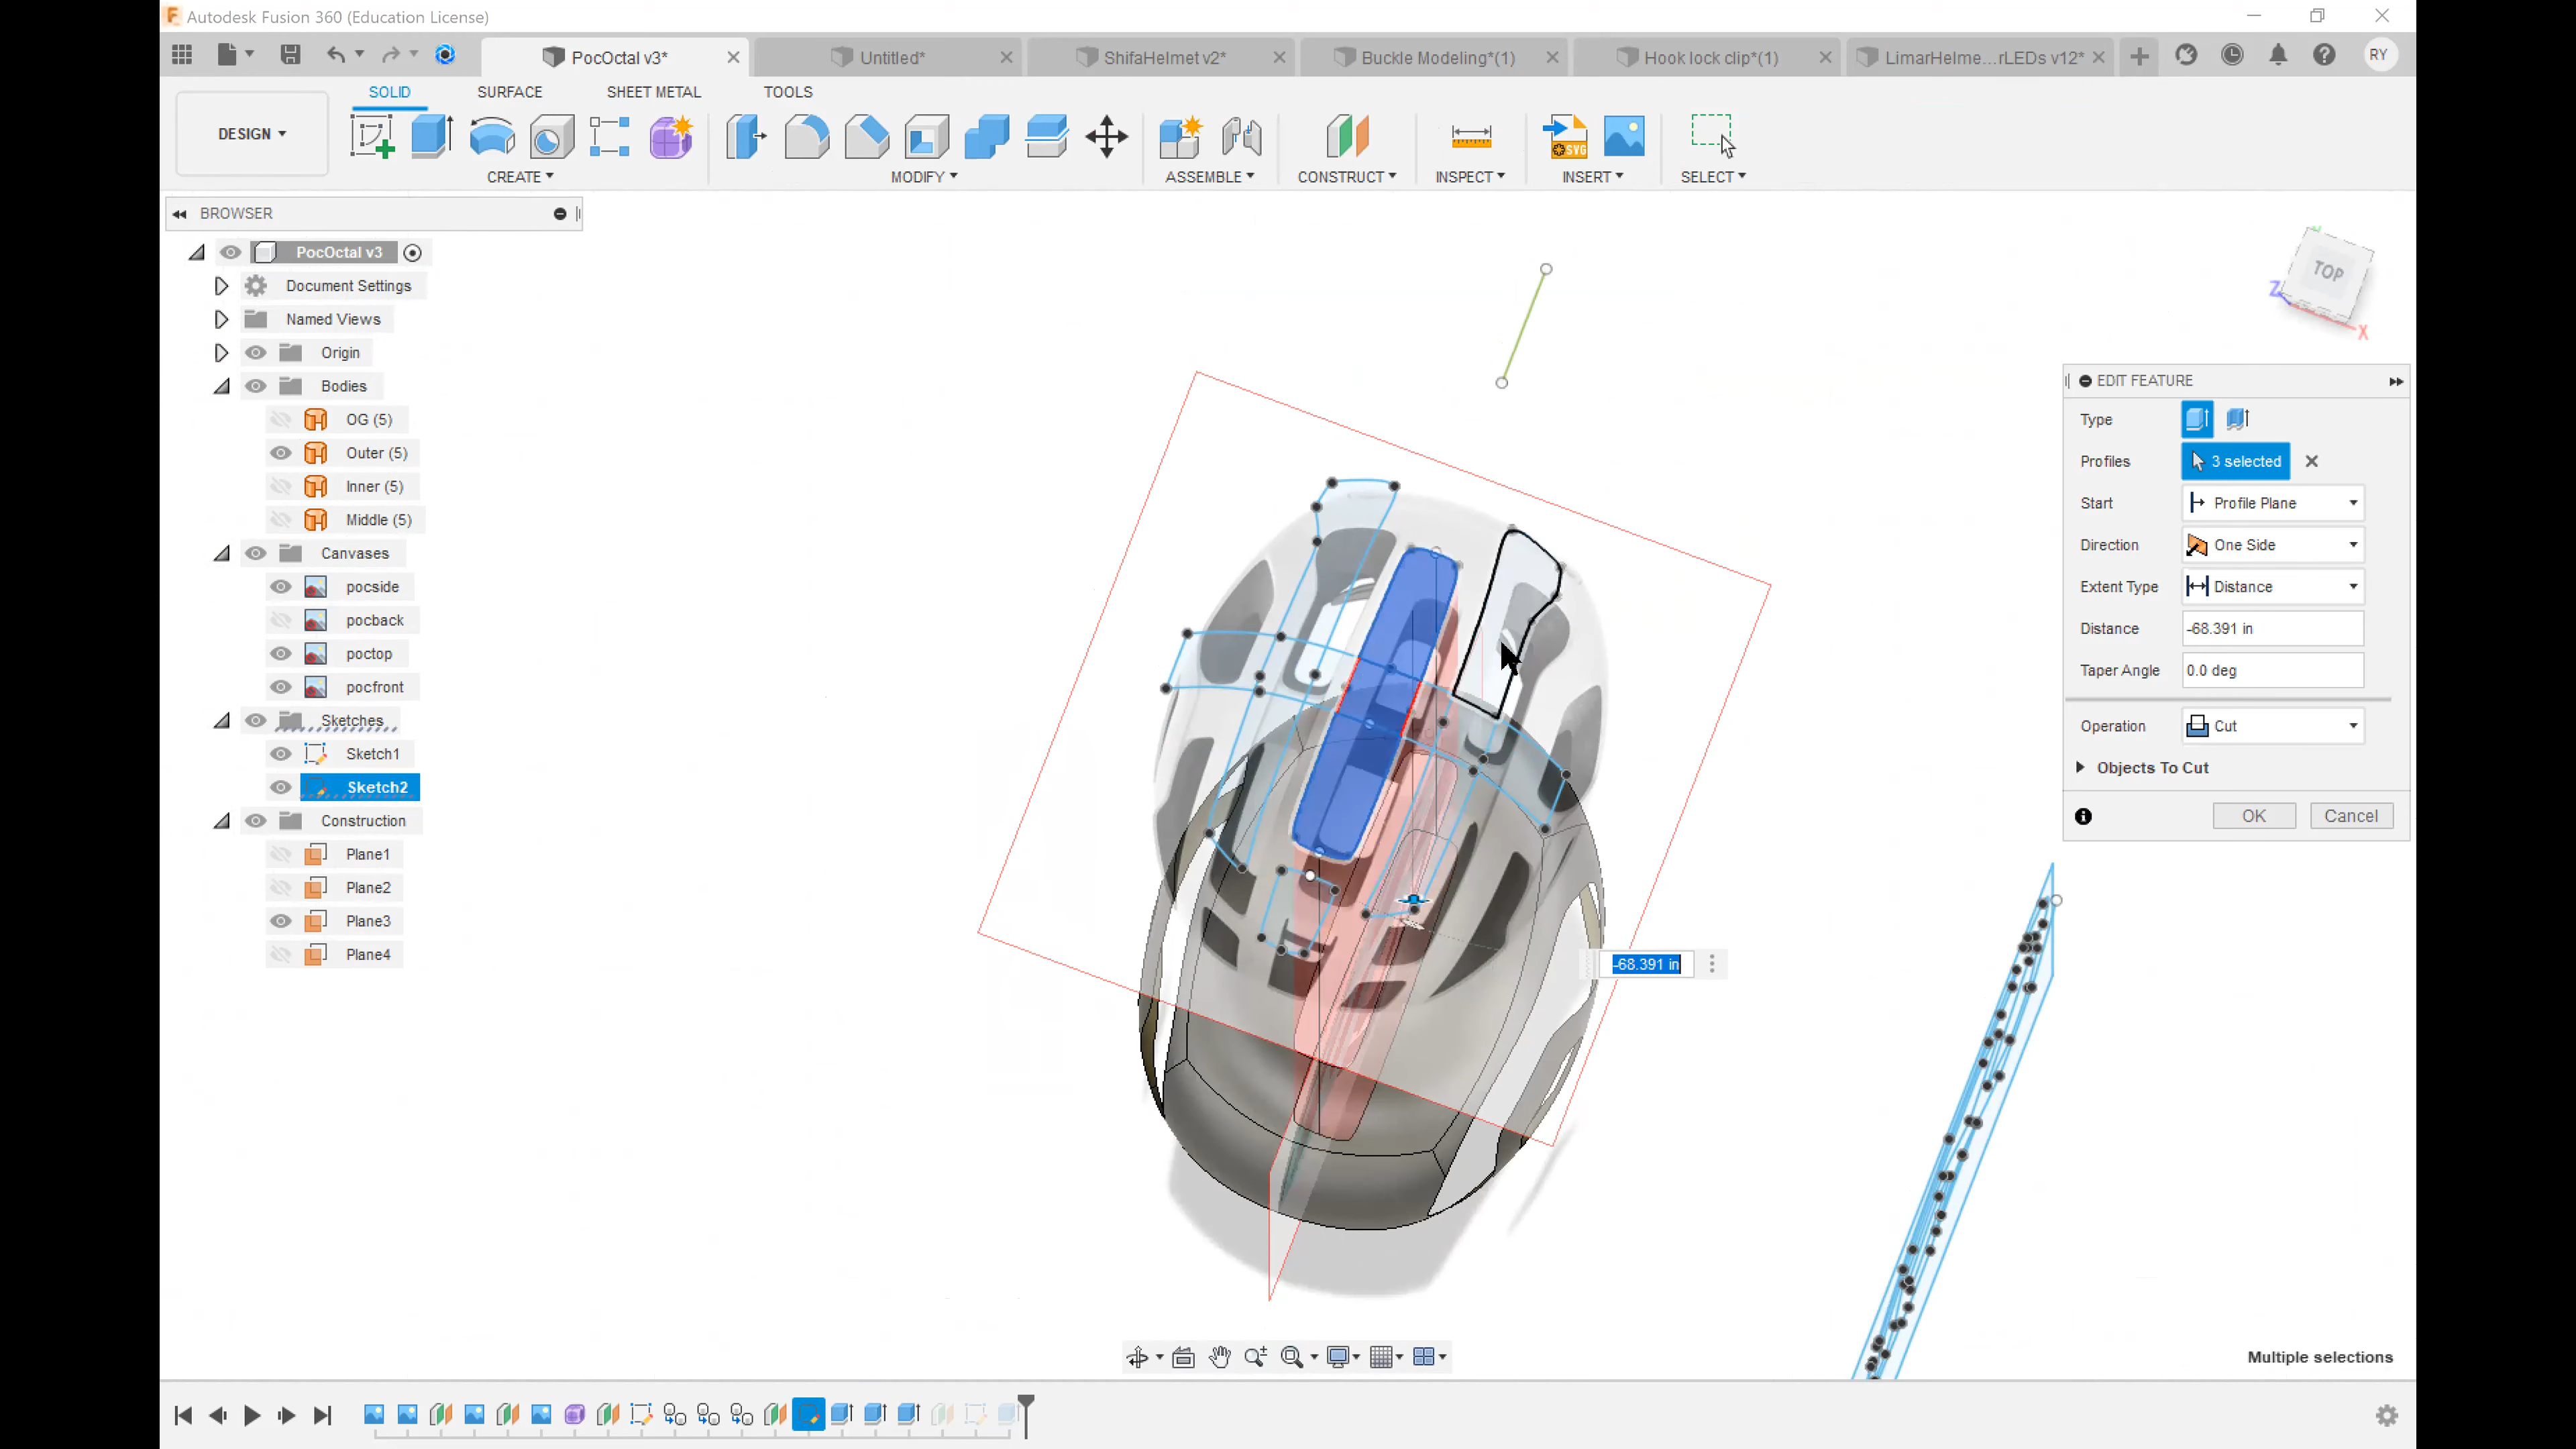 Autodesk Fusion 360 (Education License)
PocOctal v3*
Untitled*
ShifaHelmet v2*
Buckle Modeling*(1)
Hook lock clip*(1)
LimarHelme...rLEDs v12*
RY
SOLID
SURFACE
SHEET METAL
TOOLS
DESIGN
SVG
CREATE
MODIFY
ASSEMBLE
CONSTRUCT
INSPECT
INSERT
SELECT
BROWSER
PocOctal v3
Document Settings
Named Views
Origin
Bodies
OG (5)
Outer (5)
Inner (5)
Middle (5)
Canvases
pocside
pocback
poctop
pocfront
Sketches
Sketch1
Sketch2
Construction
Plane1
Plane2
Plane3
Plane4
TOP
Z
X
EDIT FEATURE
Type
Profiles 3 selected
Start Profile Plane
Direction One Side
Extent Type Distance
Distance -68.391 in
Taper Angle 0.0 deg
Operation Cut
Objects To Cut
OK Cancel
-68.391 in
Multiple selections